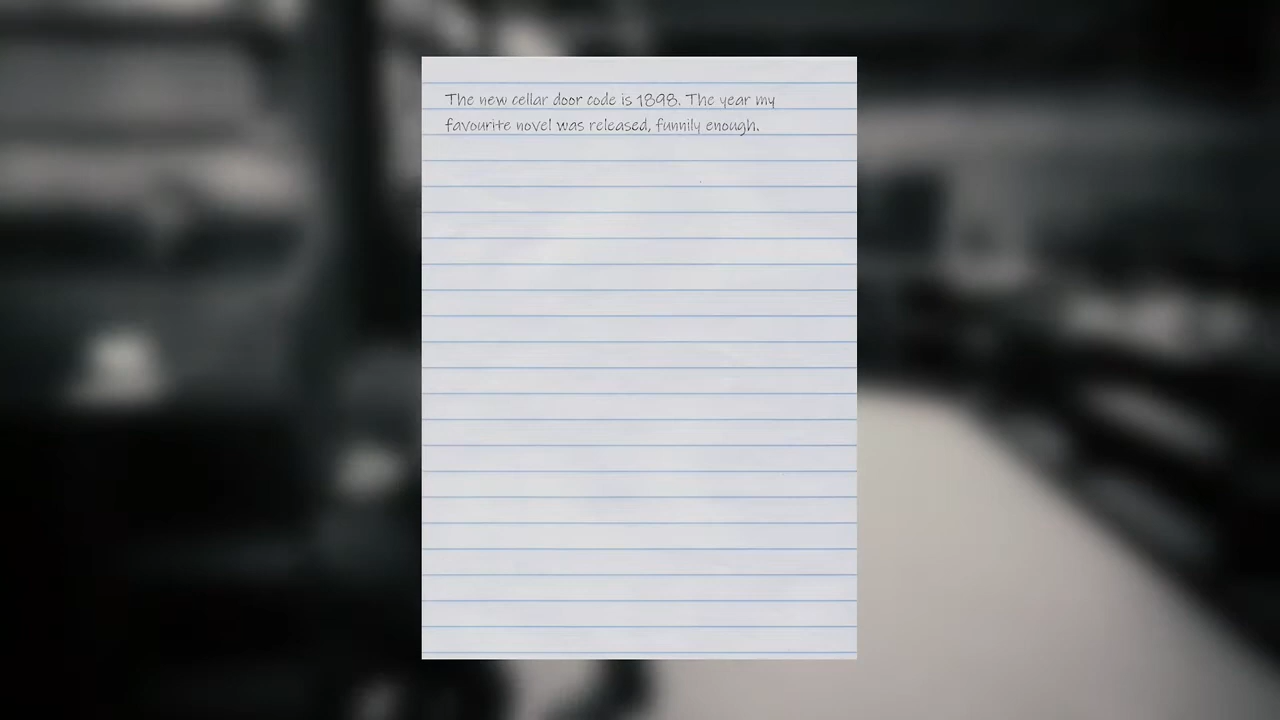 The new cellar door code is 1898. The year my
favourite novel was released, funnily enough.